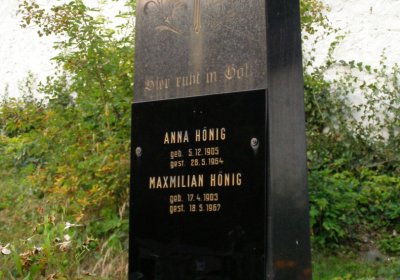 Hier ruht in Gott
ANNA HÖNIG
geb. 5.12.1905
gest. 28.5.1964
MAXMILIAN HÖNIG
geb. 17.4.1903
gest. 18.5.1967